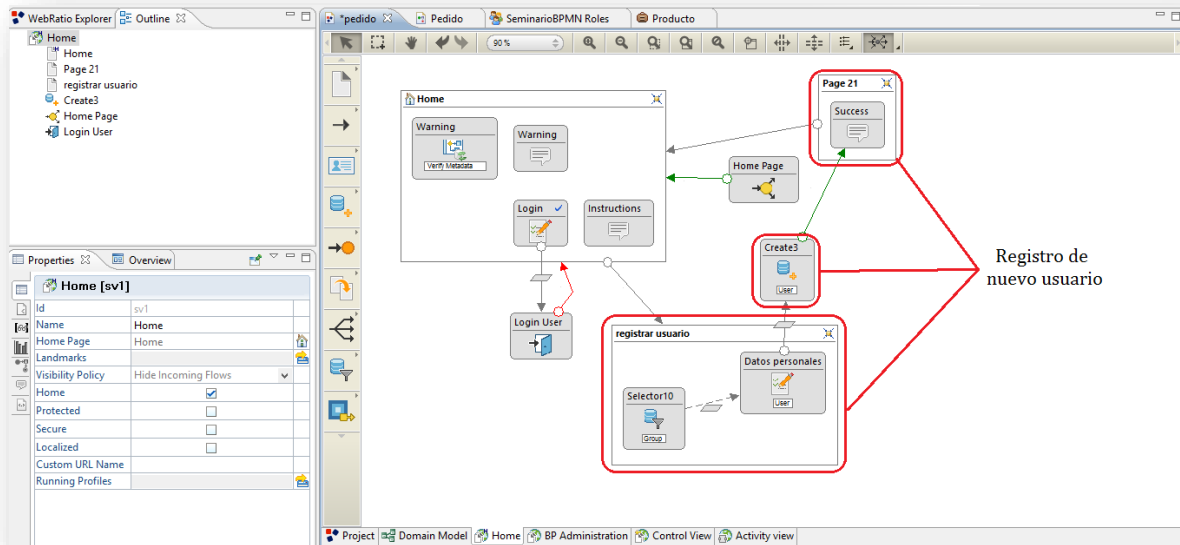 WebRatio Explorer
Outline
Home
Home
Page 21
registrar usuario
Create3
Home Page
Login User
Properties
Overview
Home [sv1]
Id sv1
Name Home
Home Page Home
Landmarks
Visibility Policy Hide Incoming Flows
Home
Protected
Secure
Localized
Custom URL Name
Running Profiles
*pedido
Pedido
SeminarioBPMN Roles
Producto
90 %
Home
Warning
Verify Metadata
Warning
Login
Instructions
Login User
Page 21
Success
Home Page
Create3
User
registrar usuario
Datos personales
User
Selector10
Group
Registro de
nuevo usuario
Project
Domain Model
Home
BP Administration
Control View
Activity view